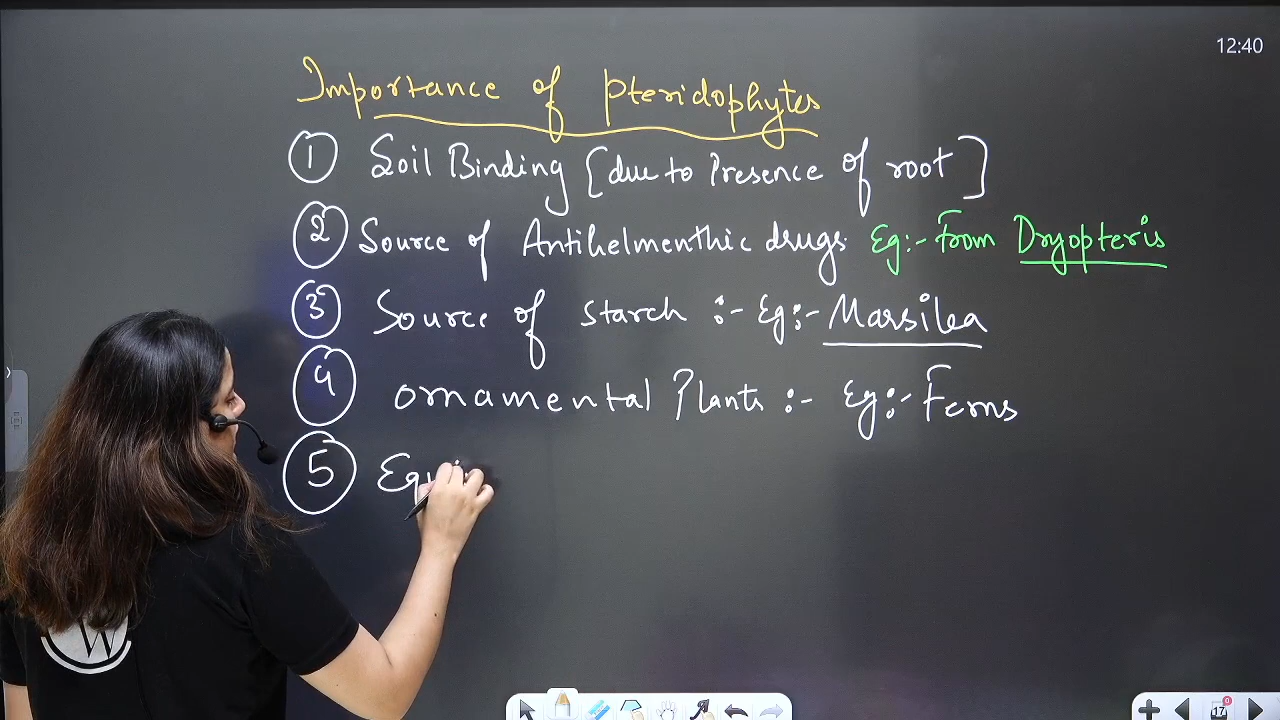 12:40
Importance of Pteridophytes
1 Soil Binding [due to Presence of root]
2 Source of Antihelmenthic drugs. Eg:- From Dryopteris
3 Source of starch :- Eg:- Marsilea
4 ornamental Plants :- Eg:- Ferns
5
W
17